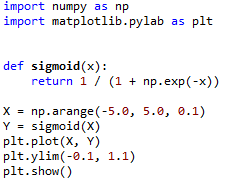 import numpy as np
import matplotlib.pylab as plt
def sigmoid(x):
    return 1 / (1 + np.exp(-x))
X = np.arange(-5.0, 5.0, 0.1)
Y = sigmoid(X)
plt.plot(X, Y)
plt.ylim(-0.1, 1.1)
plt.show()